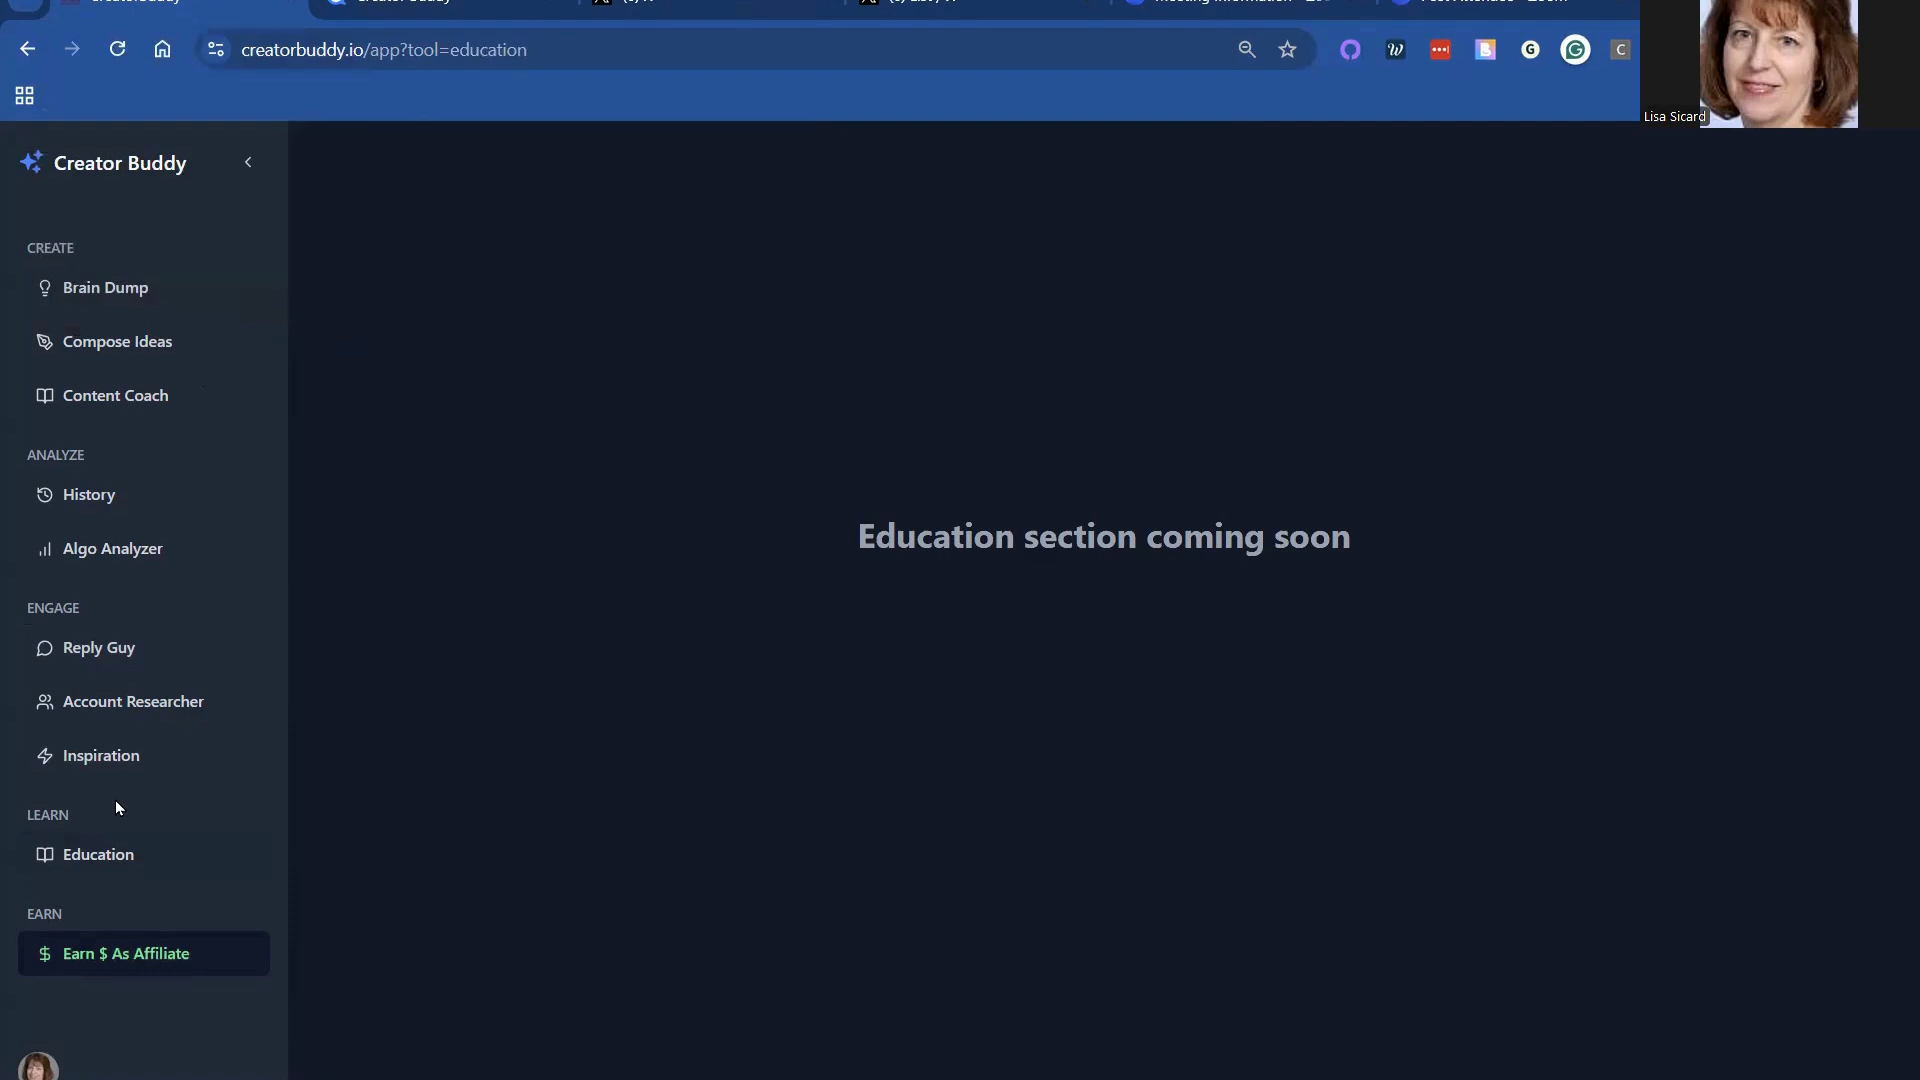 creatorbuddy.io/app?tool=education
Lisa Sicard
Creator Buddy
CREATE
Brain Dump
Compose Ideas
Content Coach
ANALYZE
History
Algo Analyzer
ENGAGE
Reply Guy
Account Researcher
Inspiration
LEARN
Education
EARN
Earn $ As Affiliate
Education section coming soon